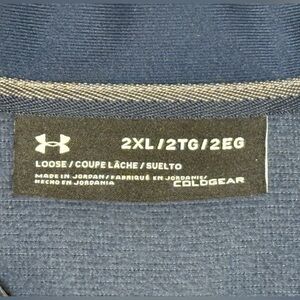 2XL/2TG/2EG
LOOSE/COUPE LÂCHE/SUELTO
MADE IN JORDAN/FABRIQUÉ EN JORDANIE/
HECHO EN JORDANIA
COLDGEAR